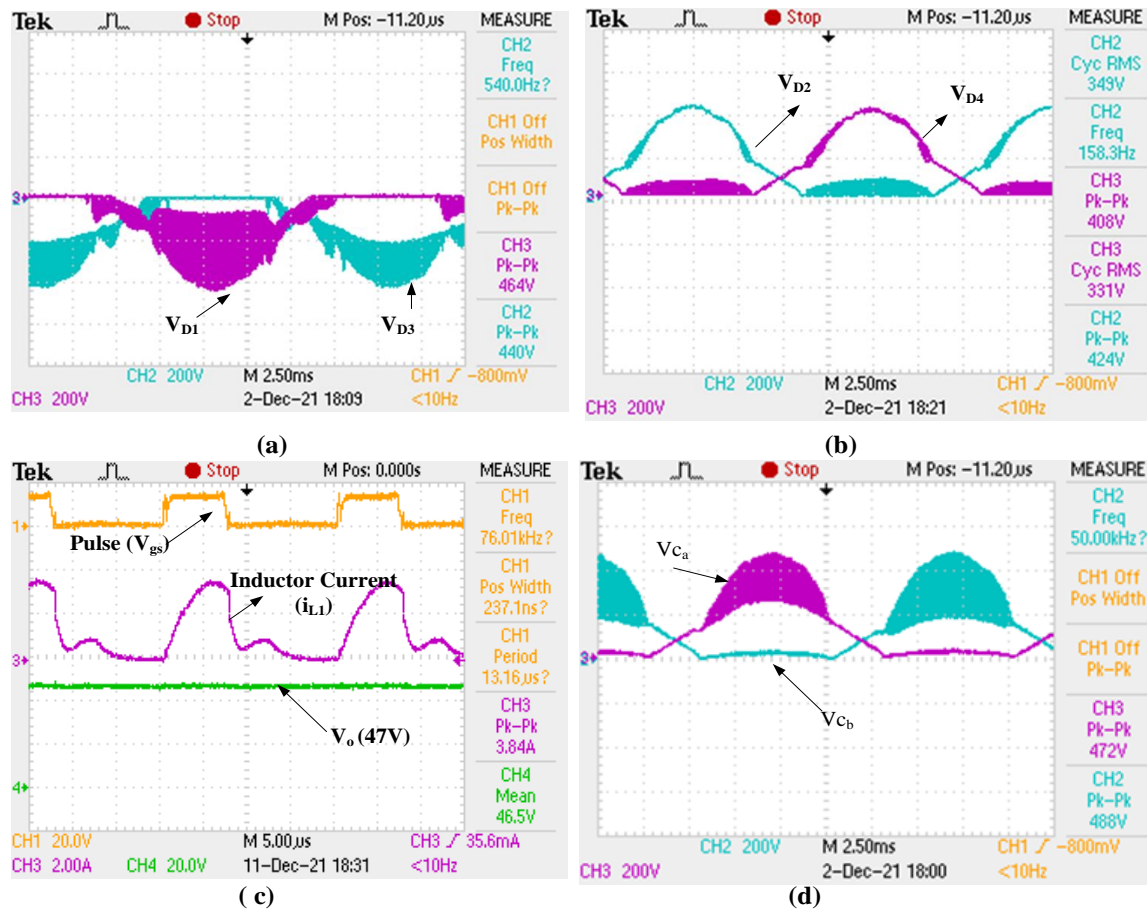 Tek Stop M Pos: -11.20µs MEASURE
CH2
Freq
540.0Hz?
CH1 Off
Pos Width
CH1 Off
Pk-Pk
CH3
Pk-Pk
464V
CH2
Pk-Pk
440V
3
VD1
VD3
CH2 200V M 2.50ms CH1 -800mV
CH3 200V 2-Dec-21 18:09 <10Hz
(a)
Tek Stop M Pos: -11.20µs MEASURE
CH2
Cyc RMS
349V
CH2
Freq
158.3Hz
CH3
Pk-Pk
408V
CH3
Cyc RMS
331V
CH2
Pk-Pk
424V
VD2
VD4
3
CH2 200V M 2.50ms CH1 -800mV
CH3 200V 2-Dec-21 18:21 <10Hz
(b)
Tek Stop M Pos: 0.000s MEASURE
CH1
Freq
76.01kHz?
CH1
Pos Width
237.1ns?
CH1
Period
13.16µs?
CH3
Pk-Pk
3.84A
CH4
Mean
46.5V
1
Pulse (Vgs)
Inductor Current
(iL1)
3
Vo (47V)
4
CH1 20.0V M 5.00µs CH3 35.6mA
CH3 2.00A CH4 20.0V 11-Dec-21 18:31 <10Hz
( c)
Tek Stop M Pos: -11.20µs MEASURE
CH2
Freq
50.00kHz?
CH1 Off
Pos Width
CH1 Off
Pk-Pk
CH3
Pk-Pk
472V
CH2
Pk-Pk
488V
Vca
3
Vcb
CH2 200V M 2.50ms CH1 -800mV
CH3 200V 2-Dec-21 18:00 <10Hz
(d)